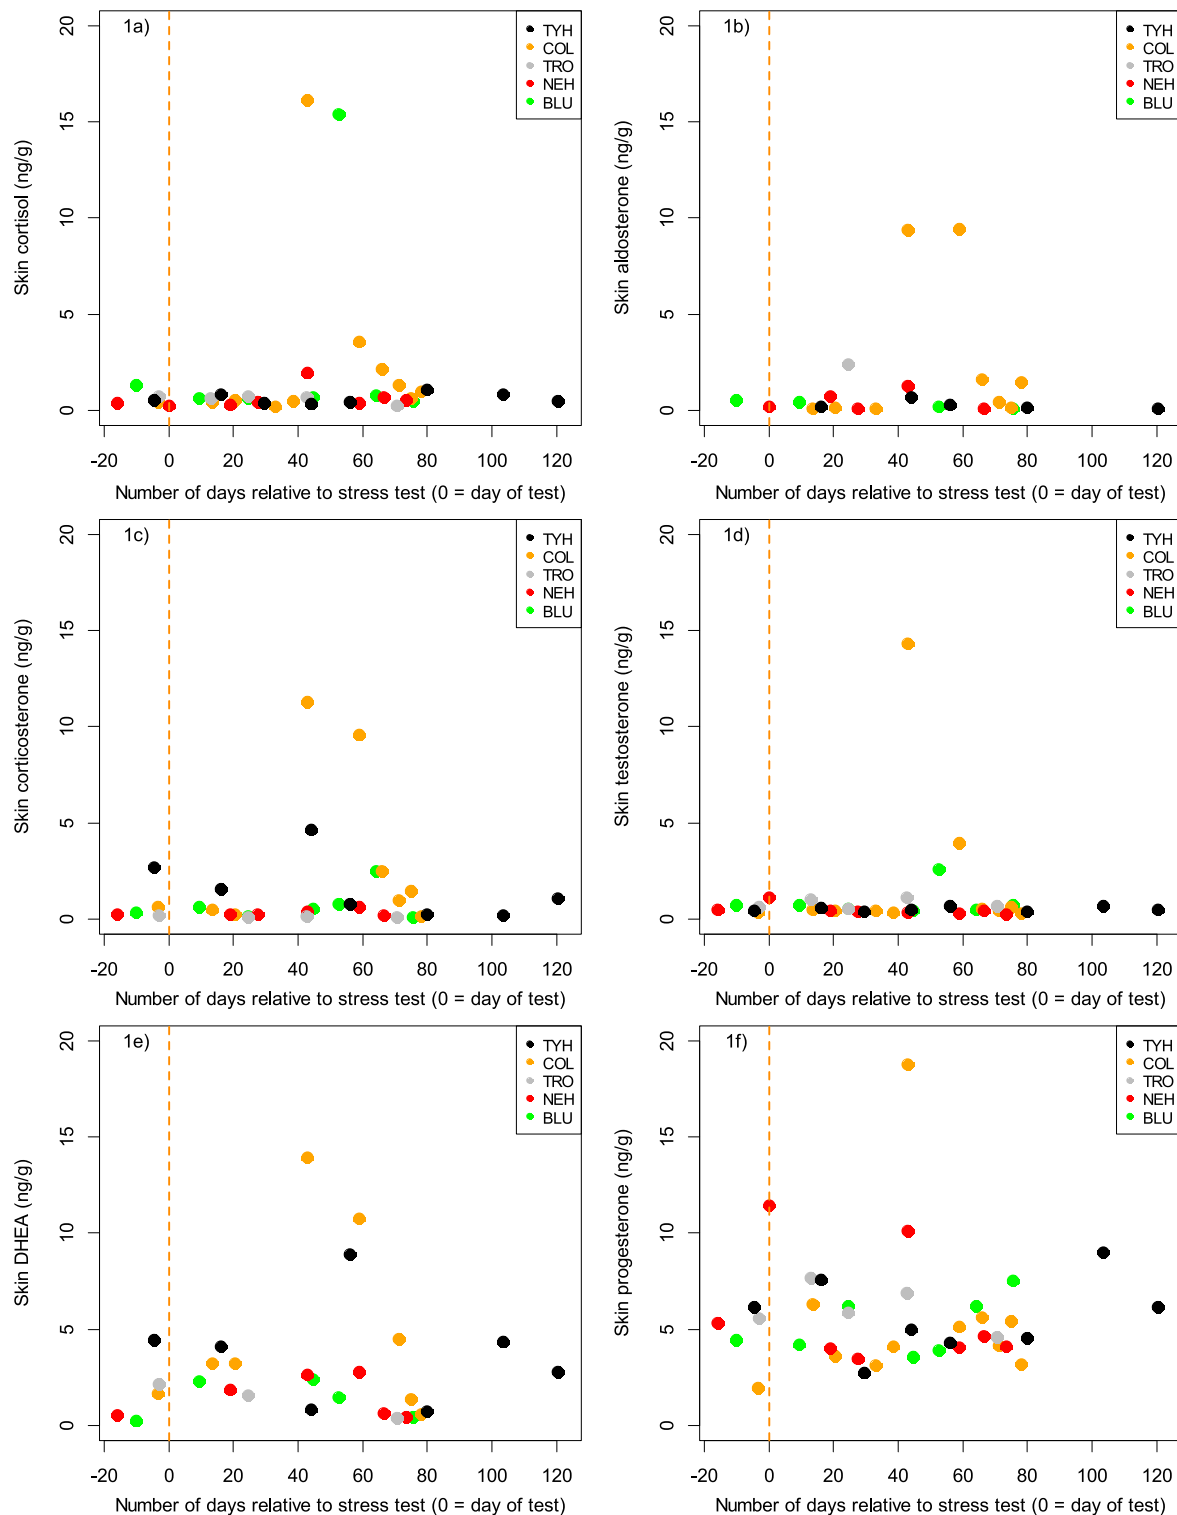 1a)
TYH
COL
TRO
NEH
BLU
Skin cortisol (ng/g)
20
15
10
5
0
-20 0 20 40 60 80 100 120
Number of days relative to stress test (0 = day of test)
1b)
TYH
COL
TRO
NEH
BLU
Skin aldosterone (ng/g)
20
15
10
5
0
-20 0 20 40 60 80 100 120
Number of days relative to stress test (0 = day of test)
1c)
TYH
COL
TRO
NEH
BLU
Skin corticosterone (ng/g)
20
15
10
5
0
-20 0 20 40 60 80 100 120
Number of days relative to stress test (0 = day of test)
1d)
TYH
COL
TRO
NEH
BLU
Skin testosterone (ng/g)
20
15
10
5
0
-20 0 20 40 60 80 100 120
Number of days relative to stress test (0 = day of test)
1e)
TYH
COL
TRO
NEH
BLU
Skin DHEA (ng/g)
20
15
10
5
0
-20 0 20 40 60 80 100 120
Number of days relative to stress test (0 = day of test)
1f)
TYH
COL
TRO
NEH
BLU
Skin progesterone (ng/g)
20
15
10
5
0
-20 0 20 40 60 80 100 120
Number of days relative to stress test (0 = day of test)